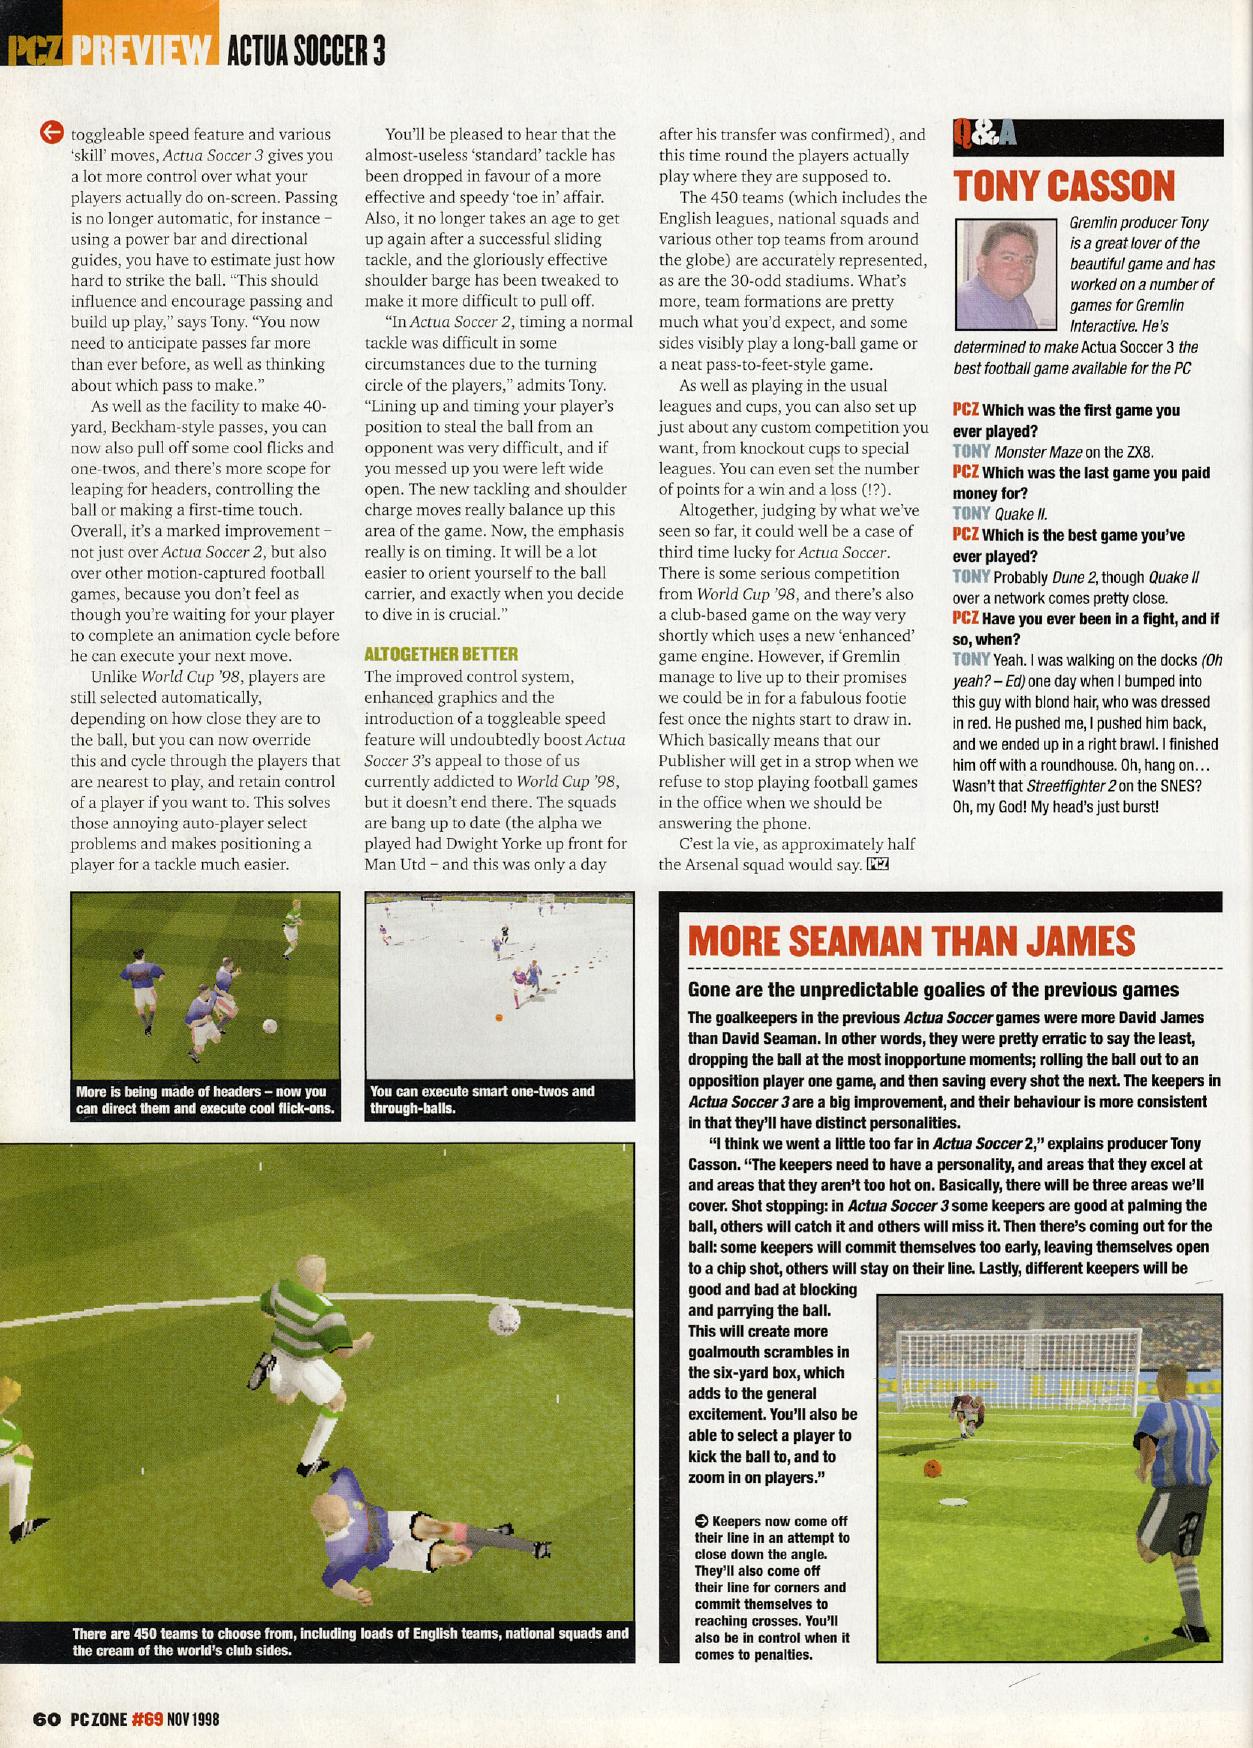 PCZ PREVIEW ACTUA SOCCER 3
toggleable speed feature and various
‘skill’ moves, Actua Soccer 3 gives you
a lot more control over what your
players actually do on-screen. Passing
is no longer automatic, for instance –
using a power bar and directional
guides, you have to estimate just how
hard to strike the ball. “This should
influence and encourage passing and
build up play,” says Tony. “You now
need to anticipate passes far more
than ever before, as well as thinking
about which pass to make.”
As well as the facility to make 40-
yard, Beckham-style passes, you can
now also pull off some cool flicks and
one-twos, and there’s more scope for
leaping for headers, controlling the
ball or making a first-time touch.
Overall, it’s a marked improvement –
not just over Actua Soccer 2, but also
over other motion-captured football
games, because you don’t feel as
though you’re waiting for your player
to complete an animation cycle before
he can execute your next move.
Unlike World Cup ’98, players are
still selected automatically,
depending on how close they are to
the ball, but you can now override
this and cycle through the players that
are nearest to play, and retain control
of a player if you want to. This solves
those annoying auto-player select
problems and makes positioning a
player for a tackle much easier.
You’ll be pleased to hear that the
almost-useless ‘standard’ tackle has
been dropped in favour of a more
effective and speedy ‘toe in’ affair.
Also, it no longer takes an age to get
up again after a successful sliding
tackle, and the gloriously effective
shoulder barge has been tweaked to
make it more difficult to pull off.
“In Actua Soccer 2, timing a normal
tackle was difficult in some
circumstances due to the turning
circle of the players,” admits Tony.
“Lining up and timing your player’s
position to steal the ball from an
opponent was very difficult, and if
you messed up you were left wide
open. The new tackling and shoulder
charge moves really balance up this
area of the game. Now, the emphasis
really is on timing. It will be a lot
easier to orient yourself to the ball
carrier, and exactly when you decide
to dive in is crucial.”
ALTOGETHER BETTER
The improved control system,
enhanced graphics and the
introduction of a toggleable speed
feature will undoubtedly boost Actua
Soccer 3’s appeal to those of us
currently addicted to World Cup ’98,
but it doesn’t end there. The squads
are bang up to date (the alpha we
played had Dwight Yorke up front for
Man Utd – and this was only a day
after his transfer was confirmed), and
this time round the players actually
play where they are supposed to.
The 450 teams (which includes the
English leagues, national squads and
various other top teams from around
the globe) are accurately represented,
as are the 30-odd stadiums. What’s
more, team formations are pretty
much what you’d expect, and some
sides visibly play a long-ball game or
a neat pass-to-feet-style game.
As well as playing in the usual
leagues and cups, you can also set up
just about any custom competition you
want, from knockout cups to special
leagues. You can even set the number
of points for a win and a loss (!?).
Altogether, judging by what we’ve
seen so far, it could well be a case of
third time lucky for Actua Soccer.
There is some serious competition
from World Cup ’98, and there’s also
a club-based game on the way very
shortly which uses a new ‘enhanced’
game engine. However, if Gremlin
manage to live up to their promises
we could be in for a fabulous footie
fest once the nights start to draw in.
Which basically means that our
Publisher will get in a strop when we
refuse to stop playing football games
in the office when we should be
answering the phone.
C’est la vie, as approximately half
the Arsenal squad would say. PCZ
Q&A
TONY CASSON
Gremlin producer Tony
is a great lover of the
beautiful game and has
worked on a number of
games for Gremlin
Interactive. He’s
determined to make Actua Soccer 3 the
best football game available for the PC
PCZ Which was the first game you
ever played?
TONY Monster Maze on the ZX8.
PCZ Which was the last game you paid
money for?
TONY Quake II.
PCZ Which is the best game you’ve
ever played?
TONY Probably Dune 2, though Quake II
over a network comes pretty close.
PCZ Have you ever been in a fight, and if
so, when?
TONY Yeah. I was walking on the docks (Oh
yeah? – Ed) one day when I bumped into
this guy with blond hair, who was dressed
in red. He pushed me, I pushed him back,
and we ended up in a right brawl. I finished
him off with a roundhouse. Oh, hang on...
Wasn’t that Streetfighter 2 on the SNES?
Oh, my God! My head’s just burst!
More is being made of headers – now you
can direct them and execute cool flick-ons.
You can execute smart one-twos and
through-balls.
There are 450 teams to choose from, including loads of English teams, national squads and
the cream of the world’s club sides.
MORE SEAMAN THAN JAMES
Gone are the unpredictable goalies of the previous games
The goalkeepers in the previous Actua Soccer games were more David James
than David Seaman. In other words, they were pretty erratic to say the least,
dropping the ball at the most inopportune moments; rolling the ball out to an
opposition player one game, and then saving every shot the next. The keepers in
Actua Soccer 3 are a big improvement, and their behaviour is more consistent
in that they’ll have distinct personalities.
“I think we went a little too far in Actua Soccer 2,” explains producer Tony
Casson. “The keepers need to have a personality, and areas that they excel at
and areas that they aren’t too hot on. Basically, there will be three areas we’ll
cover. Shot stopping: in Actua Soccer 3 some keepers are good at palming the
ball, others will catch it and others will miss it. Then there’s coming out for the
ball: some keepers will commit themselves too early, leaving themselves open
to a chip shot, others will stay on their line. Lastly, different keepers will be
good and bad at blocking
and parrying the ball.
This will create more
goalmouth scrambles in
the six-yard box, which
adds to the general
excitement. You’ll also be
able to select a player to
kick the ball to, and to
zoom in on players.”
Keepers now come off
their line in an attempt to
close down the angle.
They’ll also come off
their line for corners and
commit themselves to
reaching crosses. You’ll
also be in control when it
comes to penalties.
60 PC ZONE #69 NOV 1998